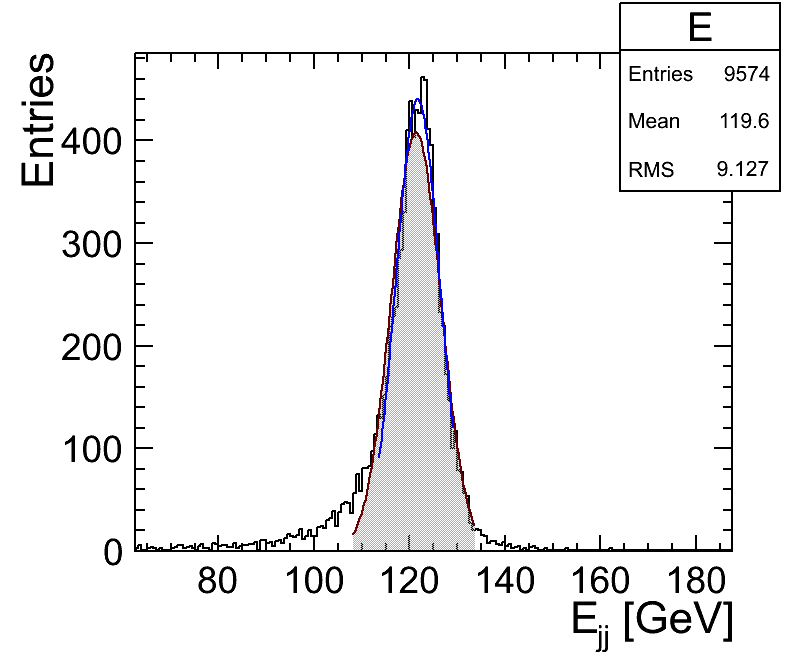 E
Entries 9574
Mean 119.6
RMS 9.127
Entries
400
300
200
100
0
80 100 120 140 160 180
E_jj [GeV]